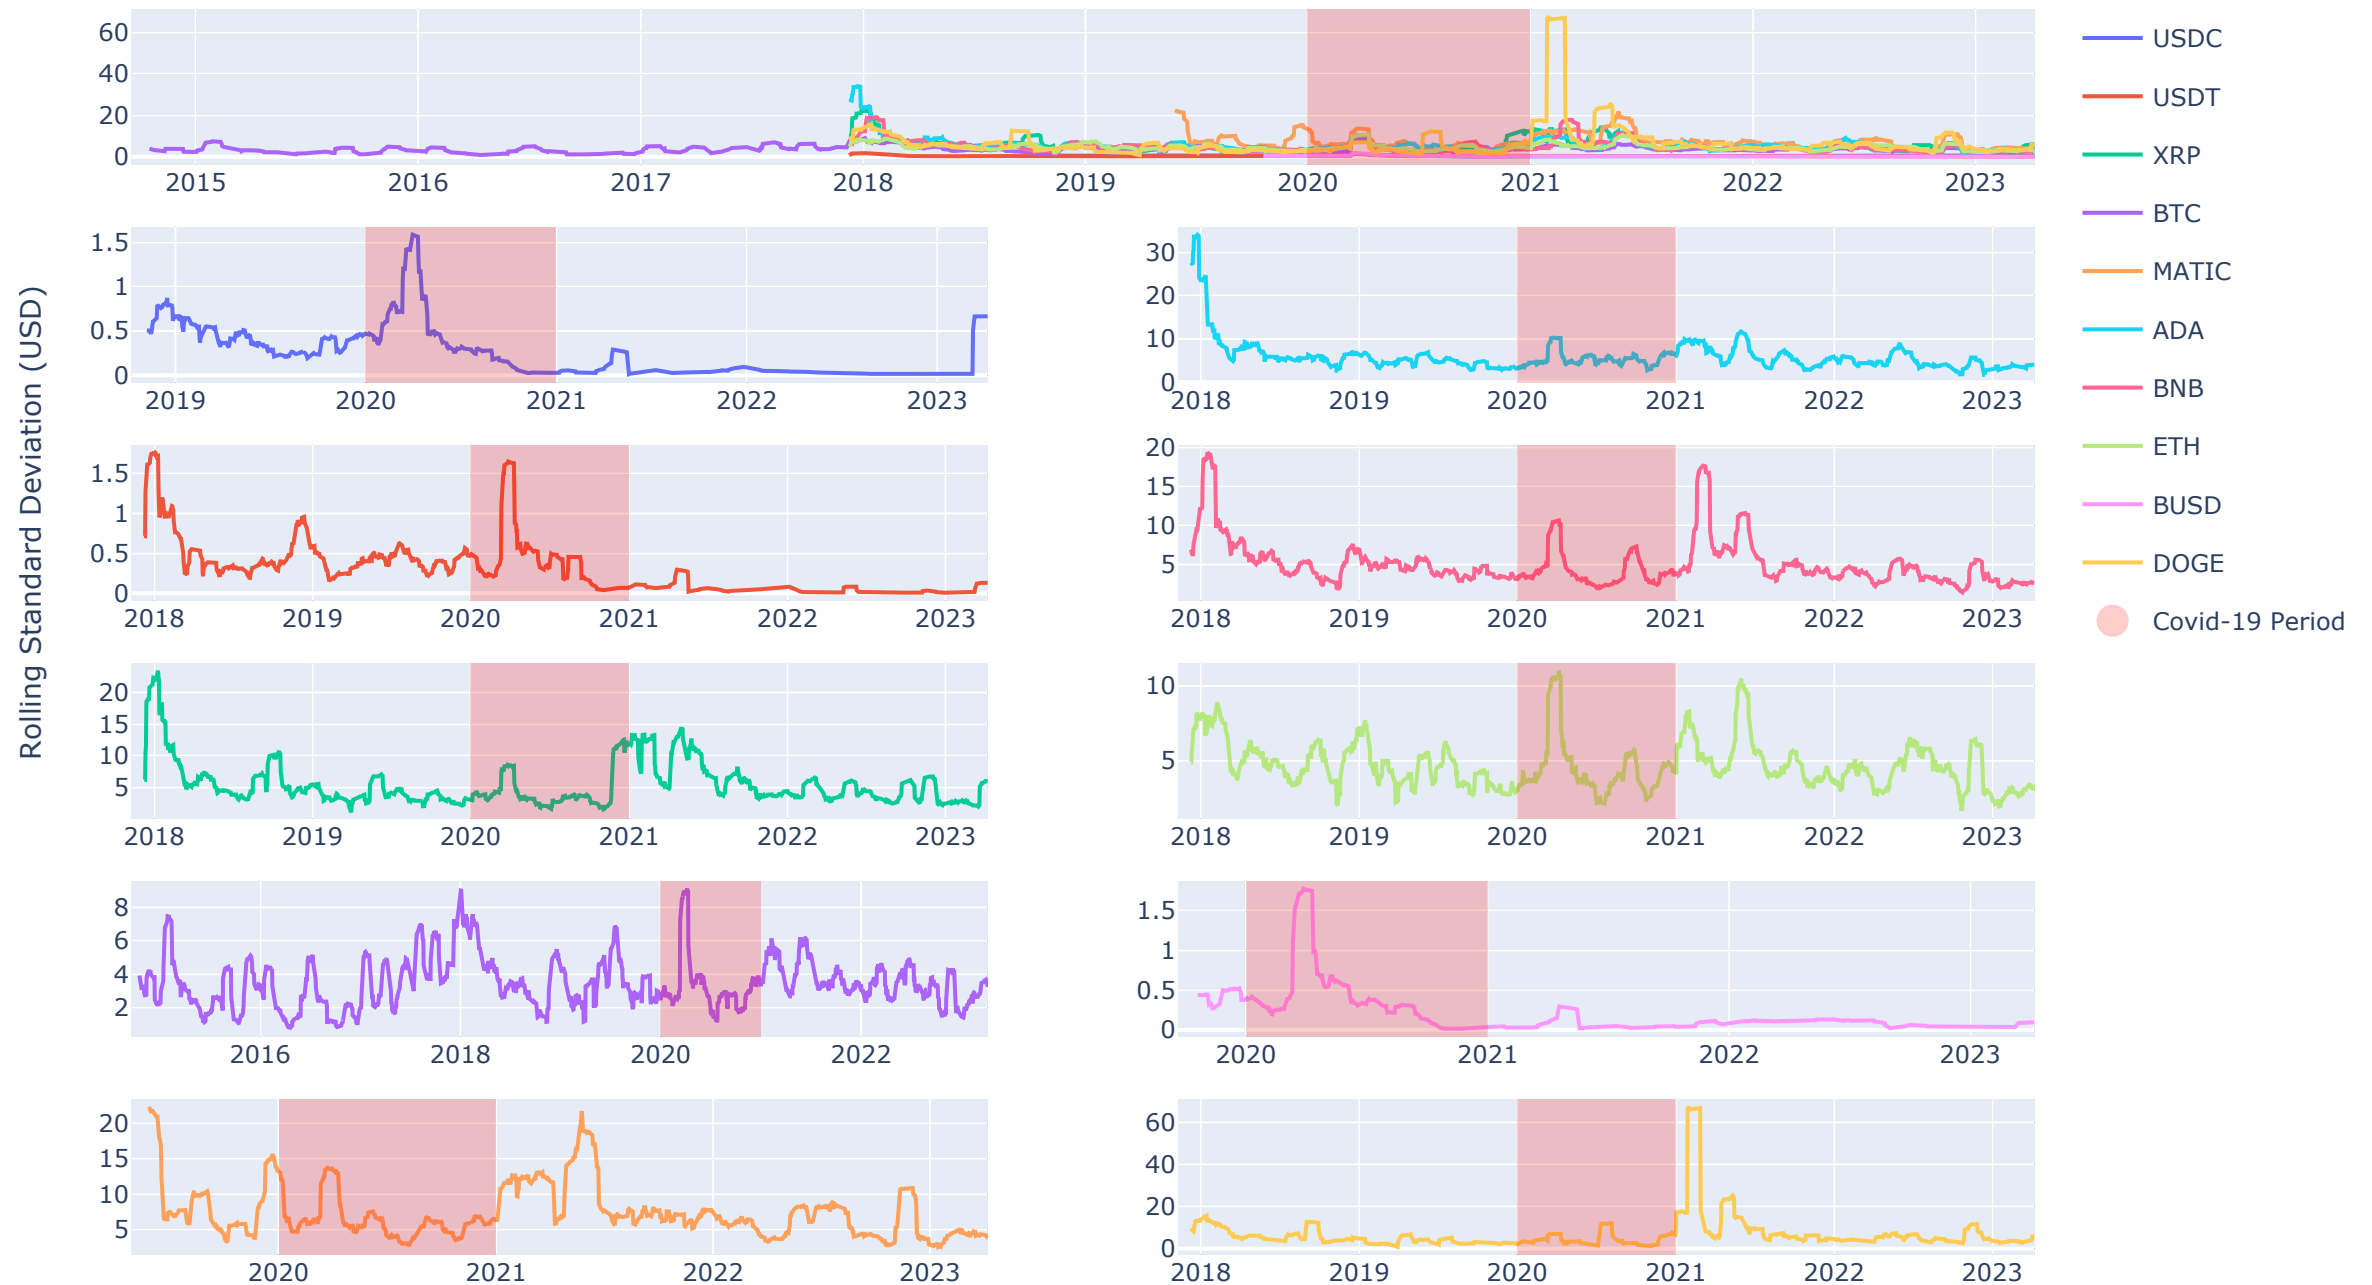 Rolling Standard Deviation (USD)
60
40
20
0
2015 2016 2017 2018 2019 2020 2021 2022 2023
USDC
USDT
XRP
BTC
MATIC
ADA
BNB
ETH
BUSD
DOGE
Covid-19 Period
1.5
1
0.5
0
2019 2020 2021 2022 2023
30
20
10
0
2018 2019 2020 2021 2022 2023
1.5
1
0.5
0
2018 2019 2020 2021 2022 2023
20
15
10
5
2018 2019 2020 2021 2022 2023
20
15
10
5
2018 2019 2020 2021 2022 2023
10
5
2018 2019 2020 2021 2022 2023
8
6
4
2
2016 2018 2020 2022
1.5
1
0.5
0
2020 2021 2022 2023
20
15
10
5
2020 2021 2022 2023
60
40
20
0
2018 2019 2020 2021 2022 2023